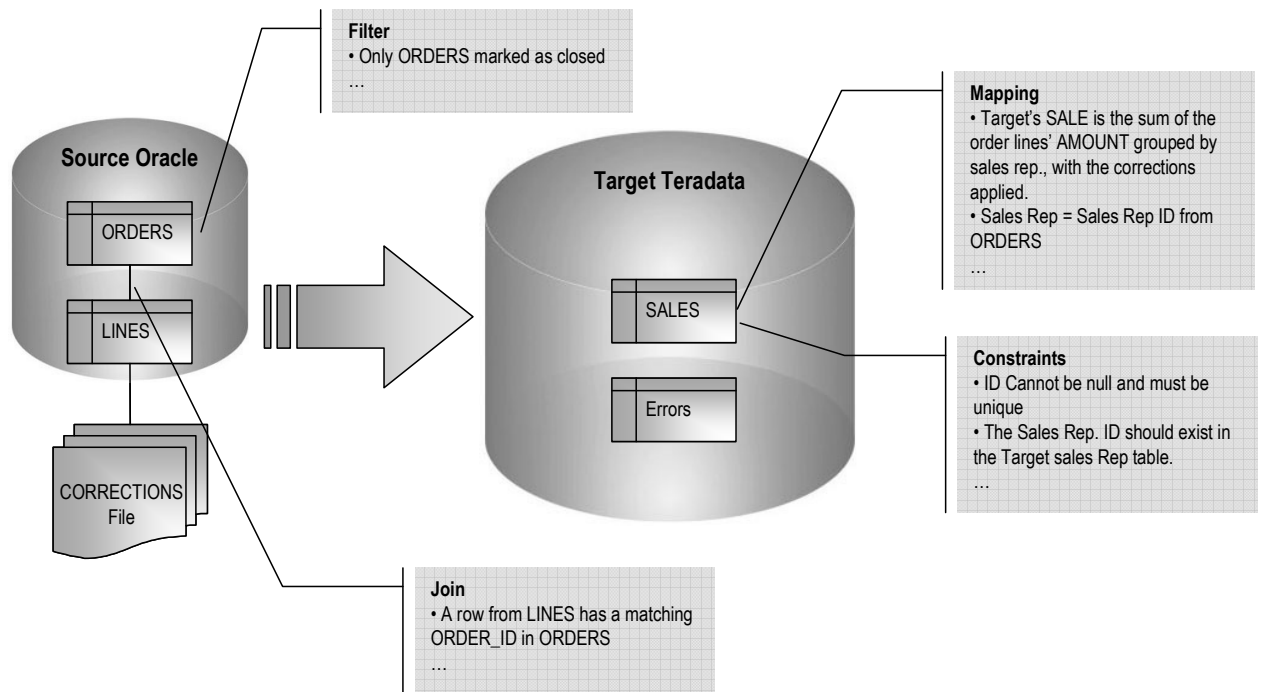 Filter
• Only ORDERS marked as closed
…
Source Oracle
ORDERS
LINES
CORRECTIONS
File
Target Teradata
SALES
Errors
Mapping
• Target’s SALE is the sum of the
order lines’ AMOUNT grouped by
sales rep., with the corrections
applied.
• Sales Rep = Sales Rep ID from
ORDERS
…
Constraints
• ID Cannot be null and must be
unique
• The Sales Rep. ID should exist in
the Target sales Rep table.
…
Join
• A row from LINES has a matching
ORDER_ID in ORDERS
…